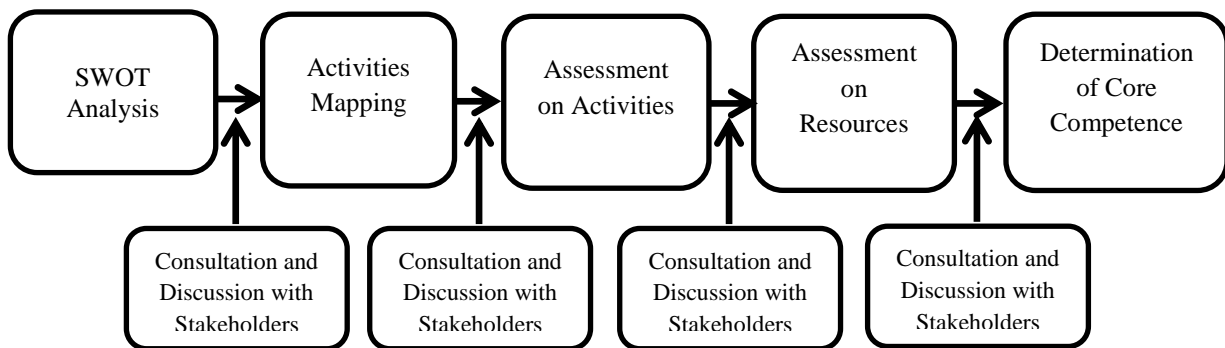 SWOT
Analysis
Activities
Mapping
Assessment
on Activities
Assessment
on
Resources
Determination
of Core
Competence
Consultation and
Discussion with
Stakeholders
Consultation and
Discussion with
Stakeholders
Consultation and
Discussion with
Stakeholders
Consultation and
Discussion with
Stakeholders